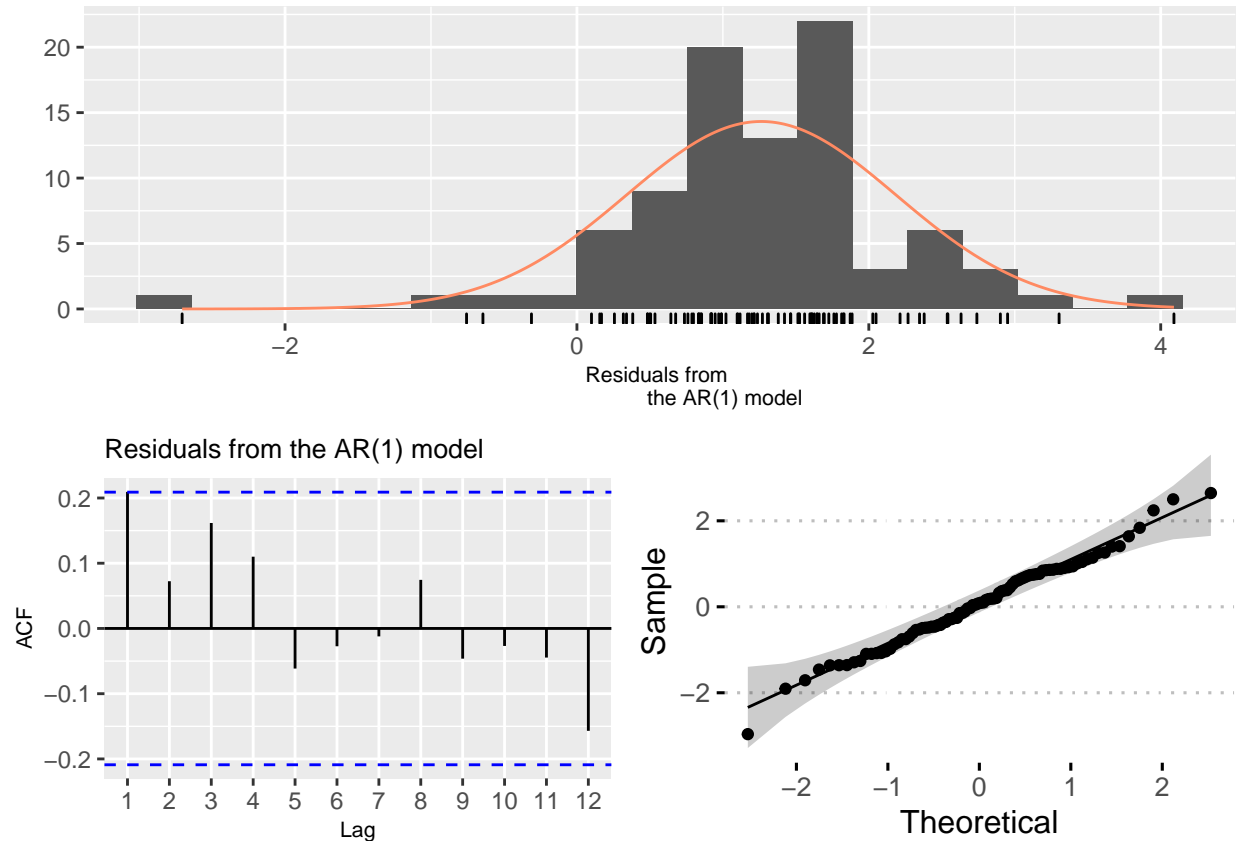 20
15
10
5
0
−2
0
2
4
Residuals from
the AR(1) model
Residuals from the AR(1) model
0.2
0.1
0.0
−0.1
−0.2
ACF
1 2 3 4 5 6 7 8 9 10 11 12
Lag
2
0
−2
Sample
−2 −1 0 1 2
Theoretical